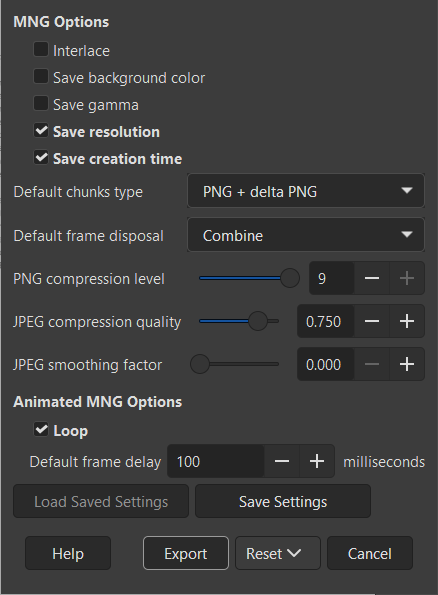 MNG Options
Interlace
Save background color
Save gamma
Save resolution
Save creation time
Default chunks type PNG + delta PNG
Default frame disposal Combine
PNG compression level 9
JPEG compression quality 0.750
JPEG smoothing factor 0.000
Animated MNG Options
Loop
Default frame delay 100 milliseconds
Load Saved Settings Save Settings
Help Export Reset Cancel